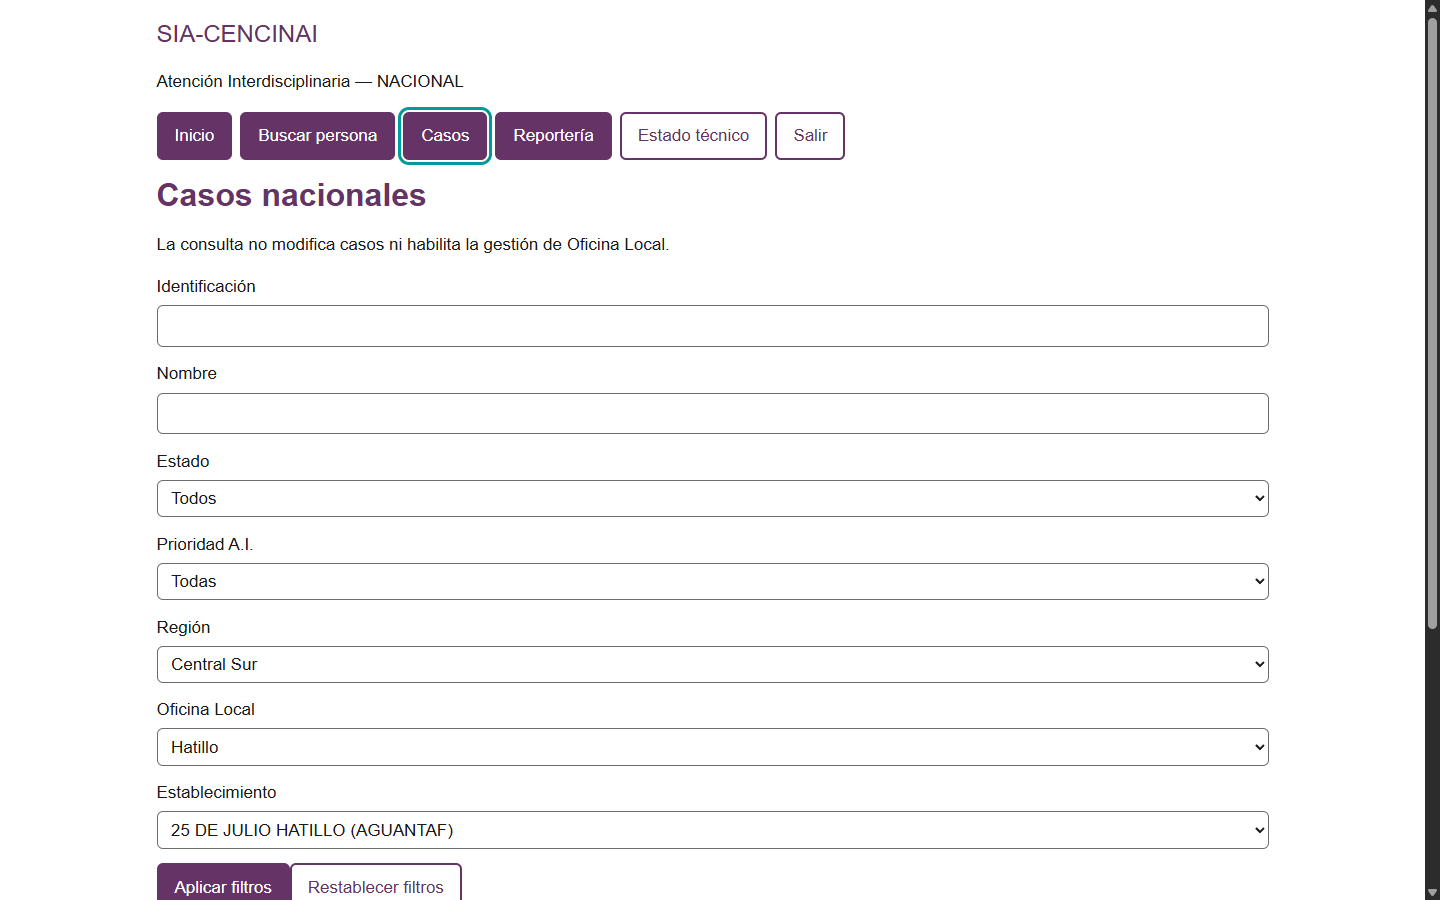 SIA-CENCINAI
Atención Interdisciplinaria — NACIONAL
Inicio
Buscar persona
Casos
Reportería
Estado técnico
Salir
Casos nacionales
La consulta no modifica casos ni habilita la gestión de Oficina Local.
Identificación
Nombre
Estado
Todos
Prioridad A.I.
Todas
Región
Central Sur
Oficina Local
Hatillo
Establecimiento
25 DE JULIO HATILLO (AGUANTAF)
Aplicar filtros
Restablecer filtros